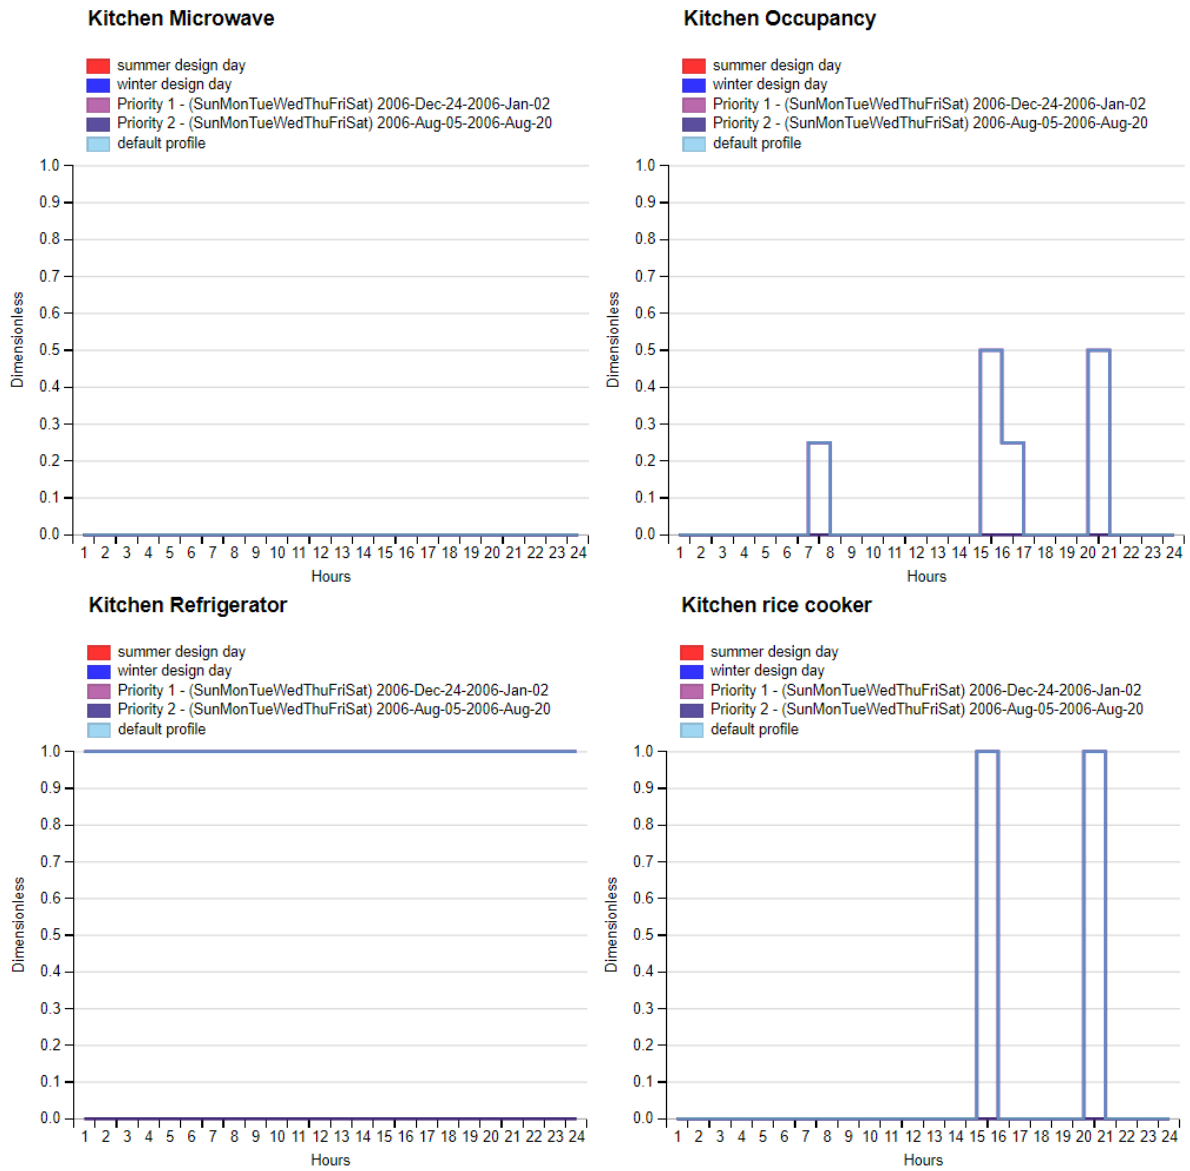 Kitchen Microwave
summer design day
winter design day
Priority 1 - (SunMonTueWedThuFriSat) 2006-Dec-24-2006-Jan-02
Priority 2 - (SunMonTueWedThuFriSat) 2006-Aug-05-2006-Aug-20
default profile
1.0
0.9
0.8
0.7
0.6
0.5
0.4
0.3
0.2
0.1
0.0
Dimensionless
1 2 3 4 5 6 7 8 9 10 11 12 13 14 15 16 17 18 19 20 21 22 23 24
Hours
Kitchen Occupancy
summer design day
winter design day
Priority 1 - (SunMonTueWedThuFriSat) 2006-Dec-24-2006-Jan-02
Priority 2 - (SunMonTueWedThuFriSat) 2006-Aug-05-2006-Aug-20
default profile
1.0
0.9
0.8
0.7
0.6
0.5
0.4
0.3
0.2
0.1
0.0
Dimensionless
1 2 3 4 5 6 7 8 9 10 11 12 13 14 15 16 17 18 19 20 21 22 23 24
Hours
Kitchen Refrigerator
summer design day
winter design day
Priority 1 - (SunMonTueWedThuFriSat) 2006-Dec-24-2006-Jan-02
Priority 2 - (SunMonTueWedThuFriSat) 2006-Aug-05-2006-Aug-20
default profile
1.0
0.9
0.8
0.7
0.6
0.5
0.4
0.3
0.2
0.1
0.0
Dimensionless
1 2 3 4 5 6 7 8 9 10 11 12 13 14 15 16 17 18 19 20 21 22 23 24
Hours
Kitchen rice cooker
summer design day
winter design day
Priority 1 - (SunMonTueWedThuFriSat) 2006-Dec-24-2006-Jan-02
Priority 2 - (SunMonTueWedThuFriSat) 2006-Aug-05-2006-Aug-20
default profile
1.0
0.9
0.8
0.7
0.6
0.5
0.4
0.3
0.2
0.1
0.0
Dimensionless
1 2 3 4 5 6 7 8 9 10 11 12 13 14 15 16 17 18 19 20 21 22 23 24
Hours